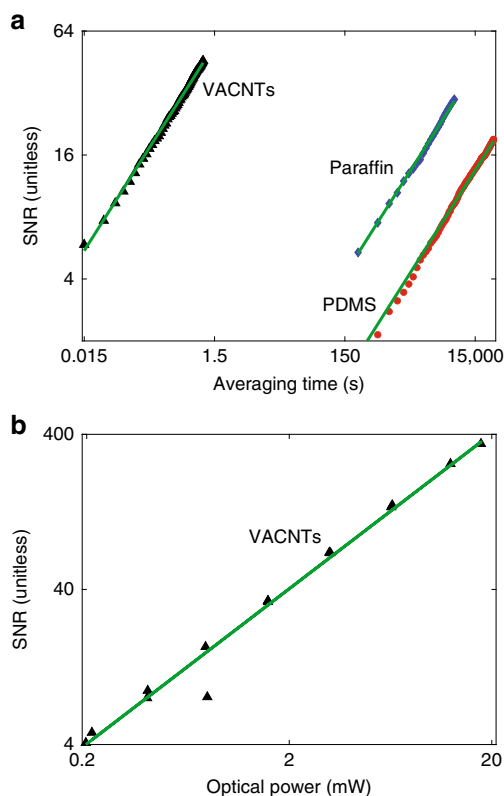 a
64
16
4
SNR (unitless)
VACNTs
Paraffin
PDMS
0.015
1.5
150
15,000
Averaging time (s)
b
400
40
4
SNR (unitless)
VACNTs
0.2
2
20
Optical power (mW)